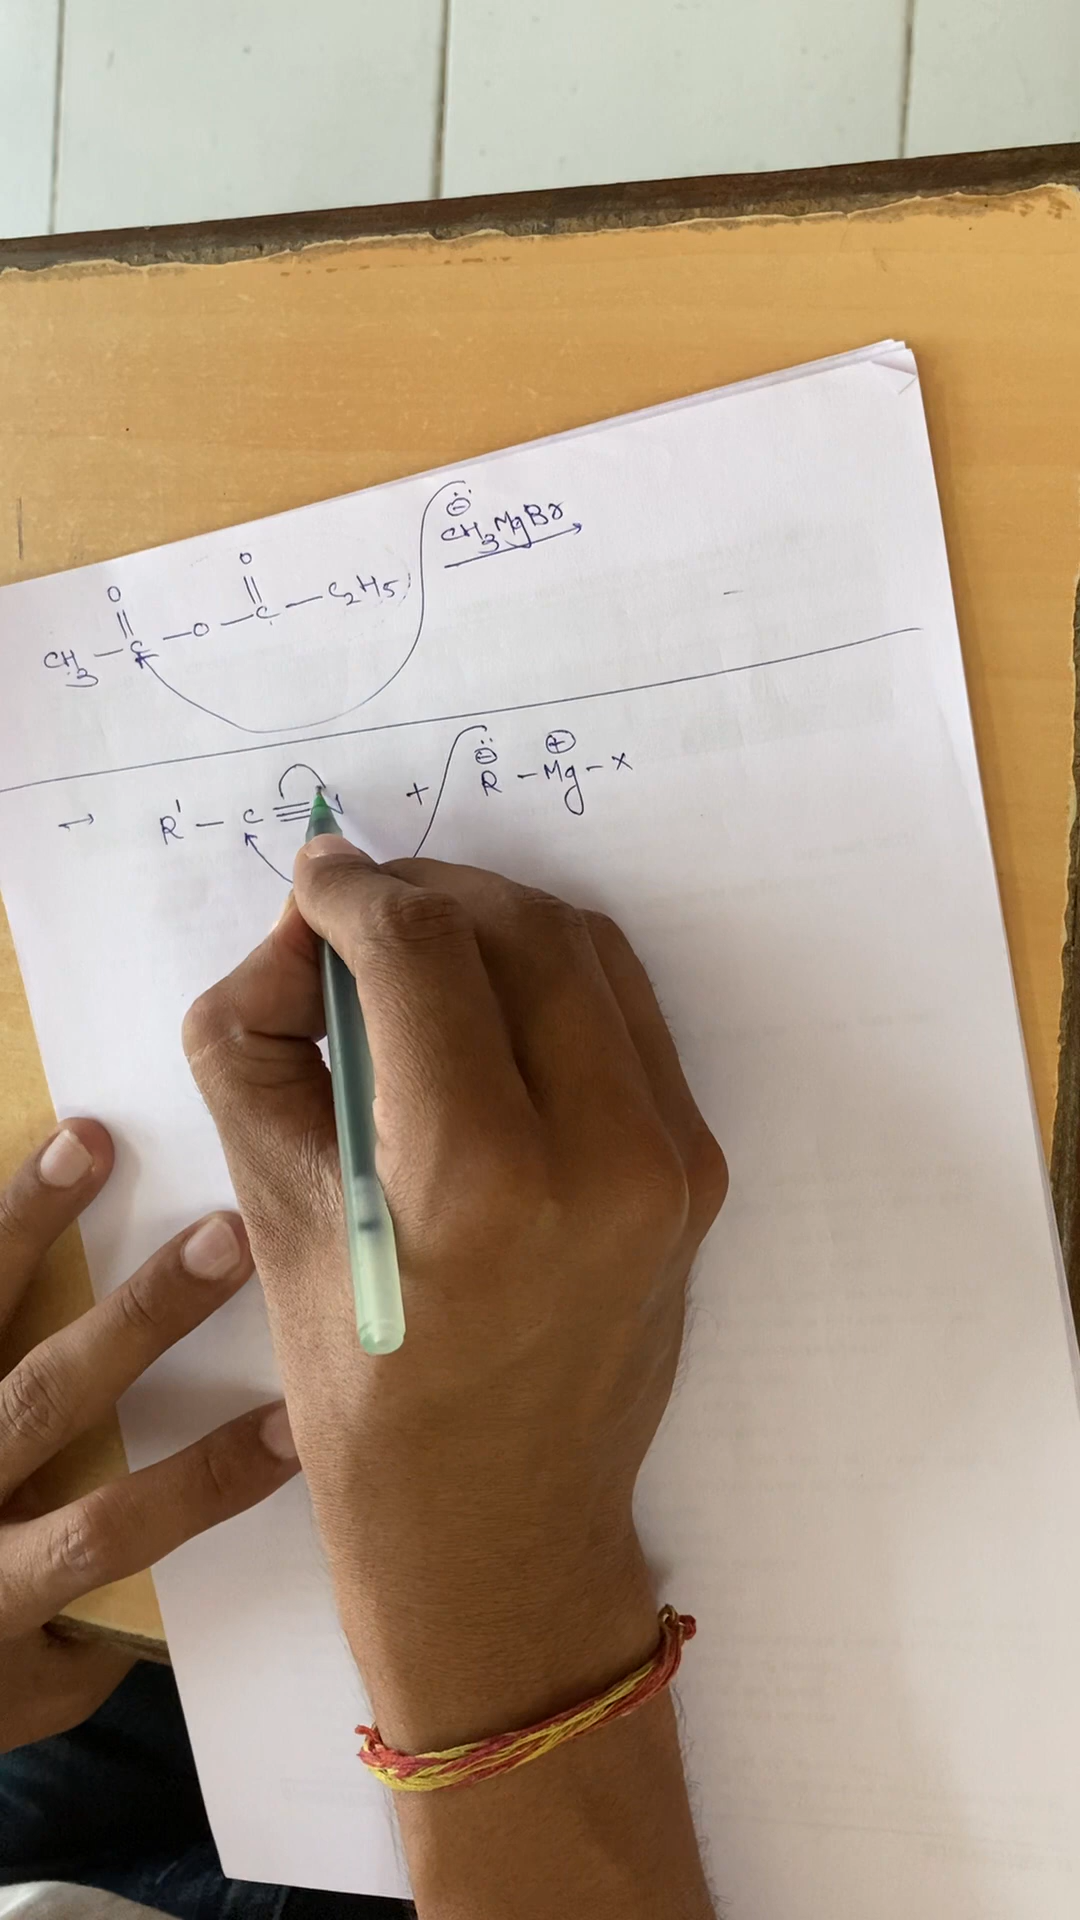 O
O
CH3 – C – O – C – C2H5
⊖
CH3MgBr
→ R' – C ≡ N + R – Mg – X
⊖ ⊕